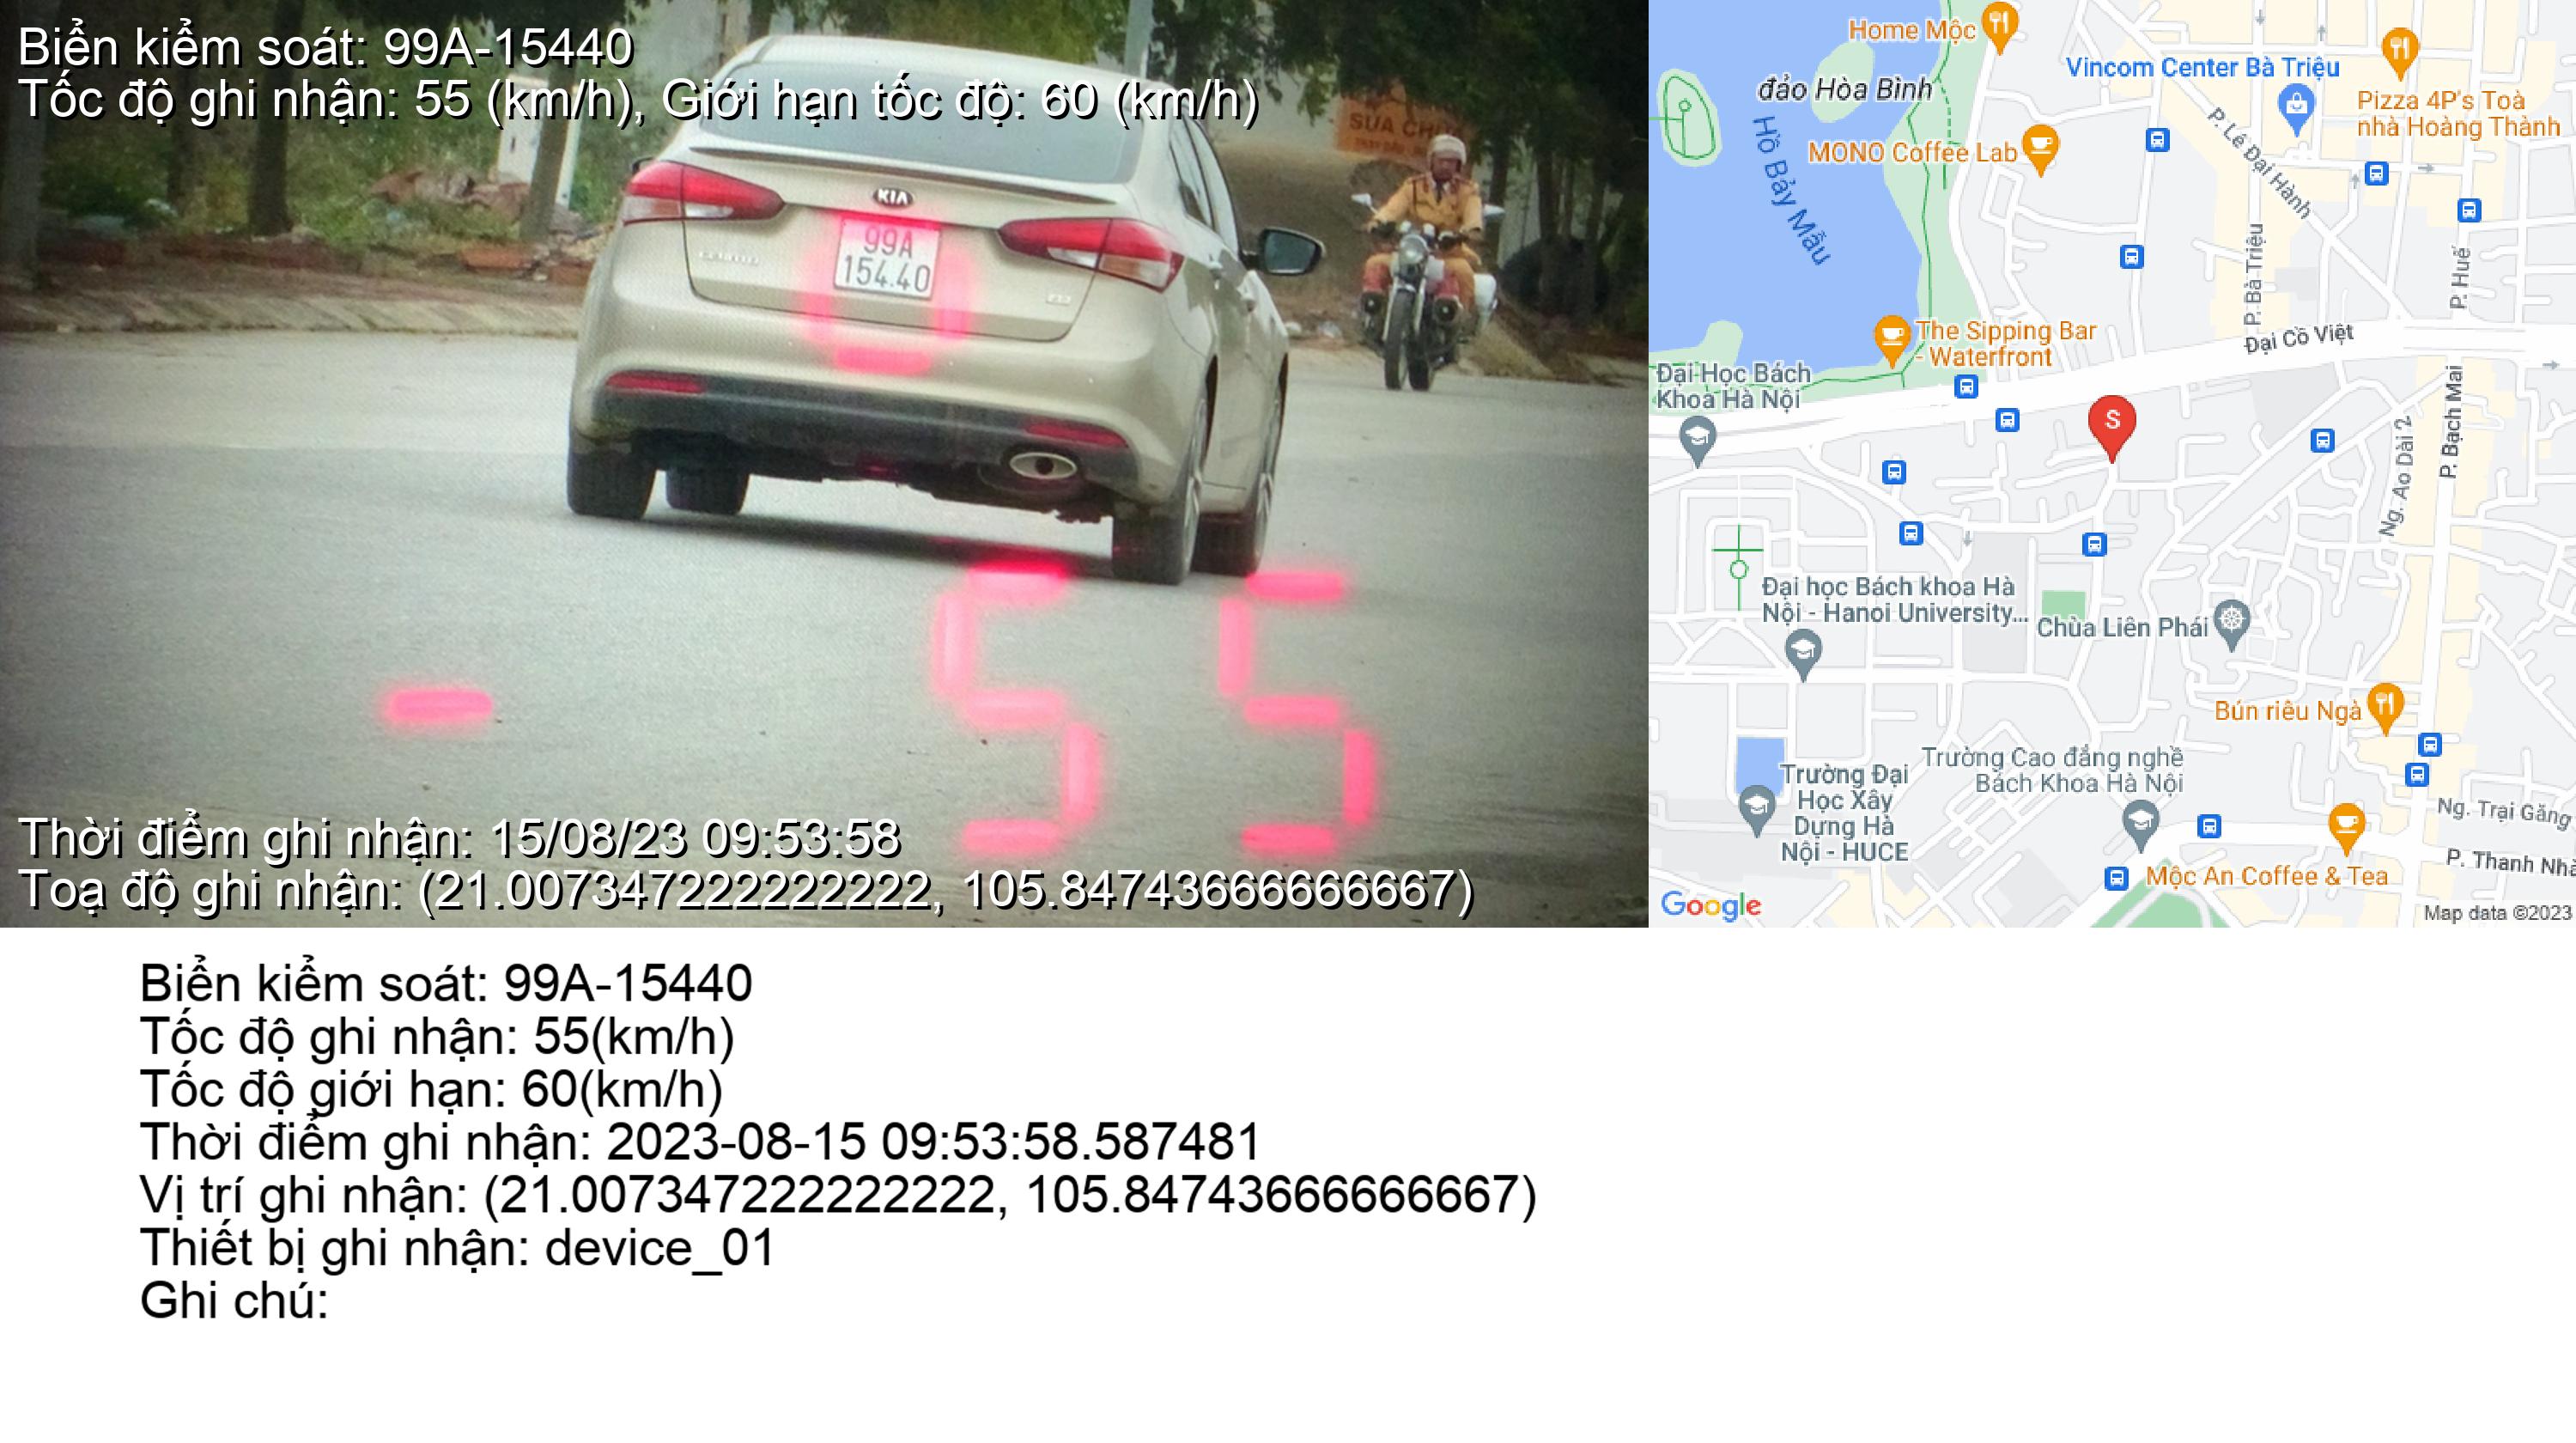 Biển kiểm soát: 99A-15440
Tốc độ ghi nhận: 55 (km/h), Giới hạn tốc độ: 60 (km/h)
SUA CH
KIA
99A
154.40
55
Thời điểm ghi nhận: 15/08/23 09:53:58
Toạ độ ghi nhận: (21.007347222222222, 105.84743666666667)
Home Mộc
đảo Hòa Bình
Vincom Center Bà Triệu
Pizza 4P's Toà
nhà Hoàng Thành
MONO Coffee Lab
Hồ Bảy Mẫu
P. Lê Đại Hành
P. Bà Triệu
P. Huế
The Sipping Bar
- Waterfront
Đại Cồ Việt
Đại Học Bách
Khoa Hà Nội
S
P. Bạch Mai
Ng. Ao Dài 2
Đại học Bách khoa Hà
Nội - Hanoi University...
Chùa Liên Phái
Bún riêu Ngà
Trường Cao đẳng nghề
Bách Khoa Hà Nội
Trường Đại
Học Xây
Dựng Hà
Nội - HUCE
Ng. Trại Găng
P. Thanh Nhà
Mộc An Coffee & Tea
Google
Map data ©2023
Biển kiểm soát: 99A-15440
Tốc độ ghi nhận: 55(km/h)
Tốc độ giới hạn: 60(km/h)
Thời điểm ghi nhận: 2023-08-15 09:53:58.587481
Vị trí ghi nhận: (21.007347222222222, 105.84743666666667)
Thiết bị ghi nhận: device_01
Ghi chú: